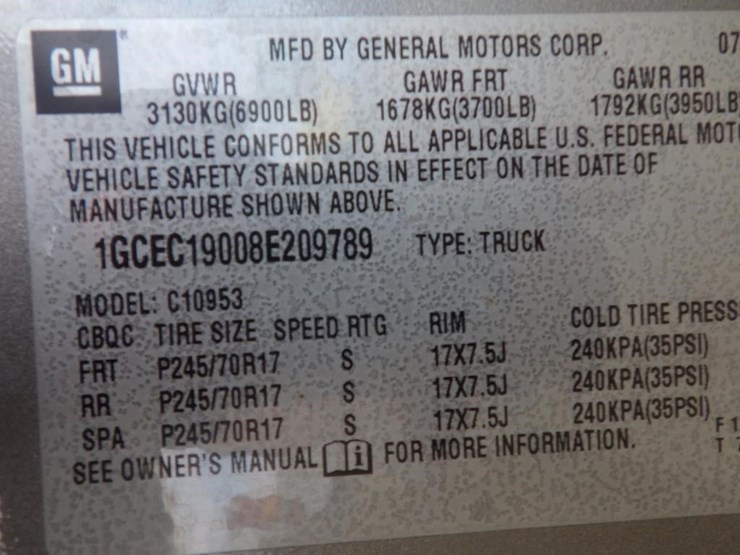 GM MFD BY GENERAL MOTORS CORP. 07
GVWR GAWR FRT GAWR RR
3130KG(6900LB) 1678KG(3700LB) 1792KG(3950LB
THIS VEHICLE CONFORMS TO ALL APPLICABLE U.S. FEDERAL MOT
VEHICLE SAFETY STANDARDS IN EFFECT ON THE DATE OF
MANUFACTURE SHOWN ABOVE.
1GCEC19008E209789 TYPE: TRUCK
MODEL: C10953
CBQC TIRE SIZE SPEED RTG RIM COLD TIRE PRESS
FRT P245/70R17 S 17X7.5J 240KPA(35PSI)
RR P245/70R17 S 17X7.5J 240KPA(35PSI)
SPA P245/70R17 S 17X7.5J 240KPA(35PSI) F1
SEE OWNER'S MANUAL i FOR MORE INFORMATION. T